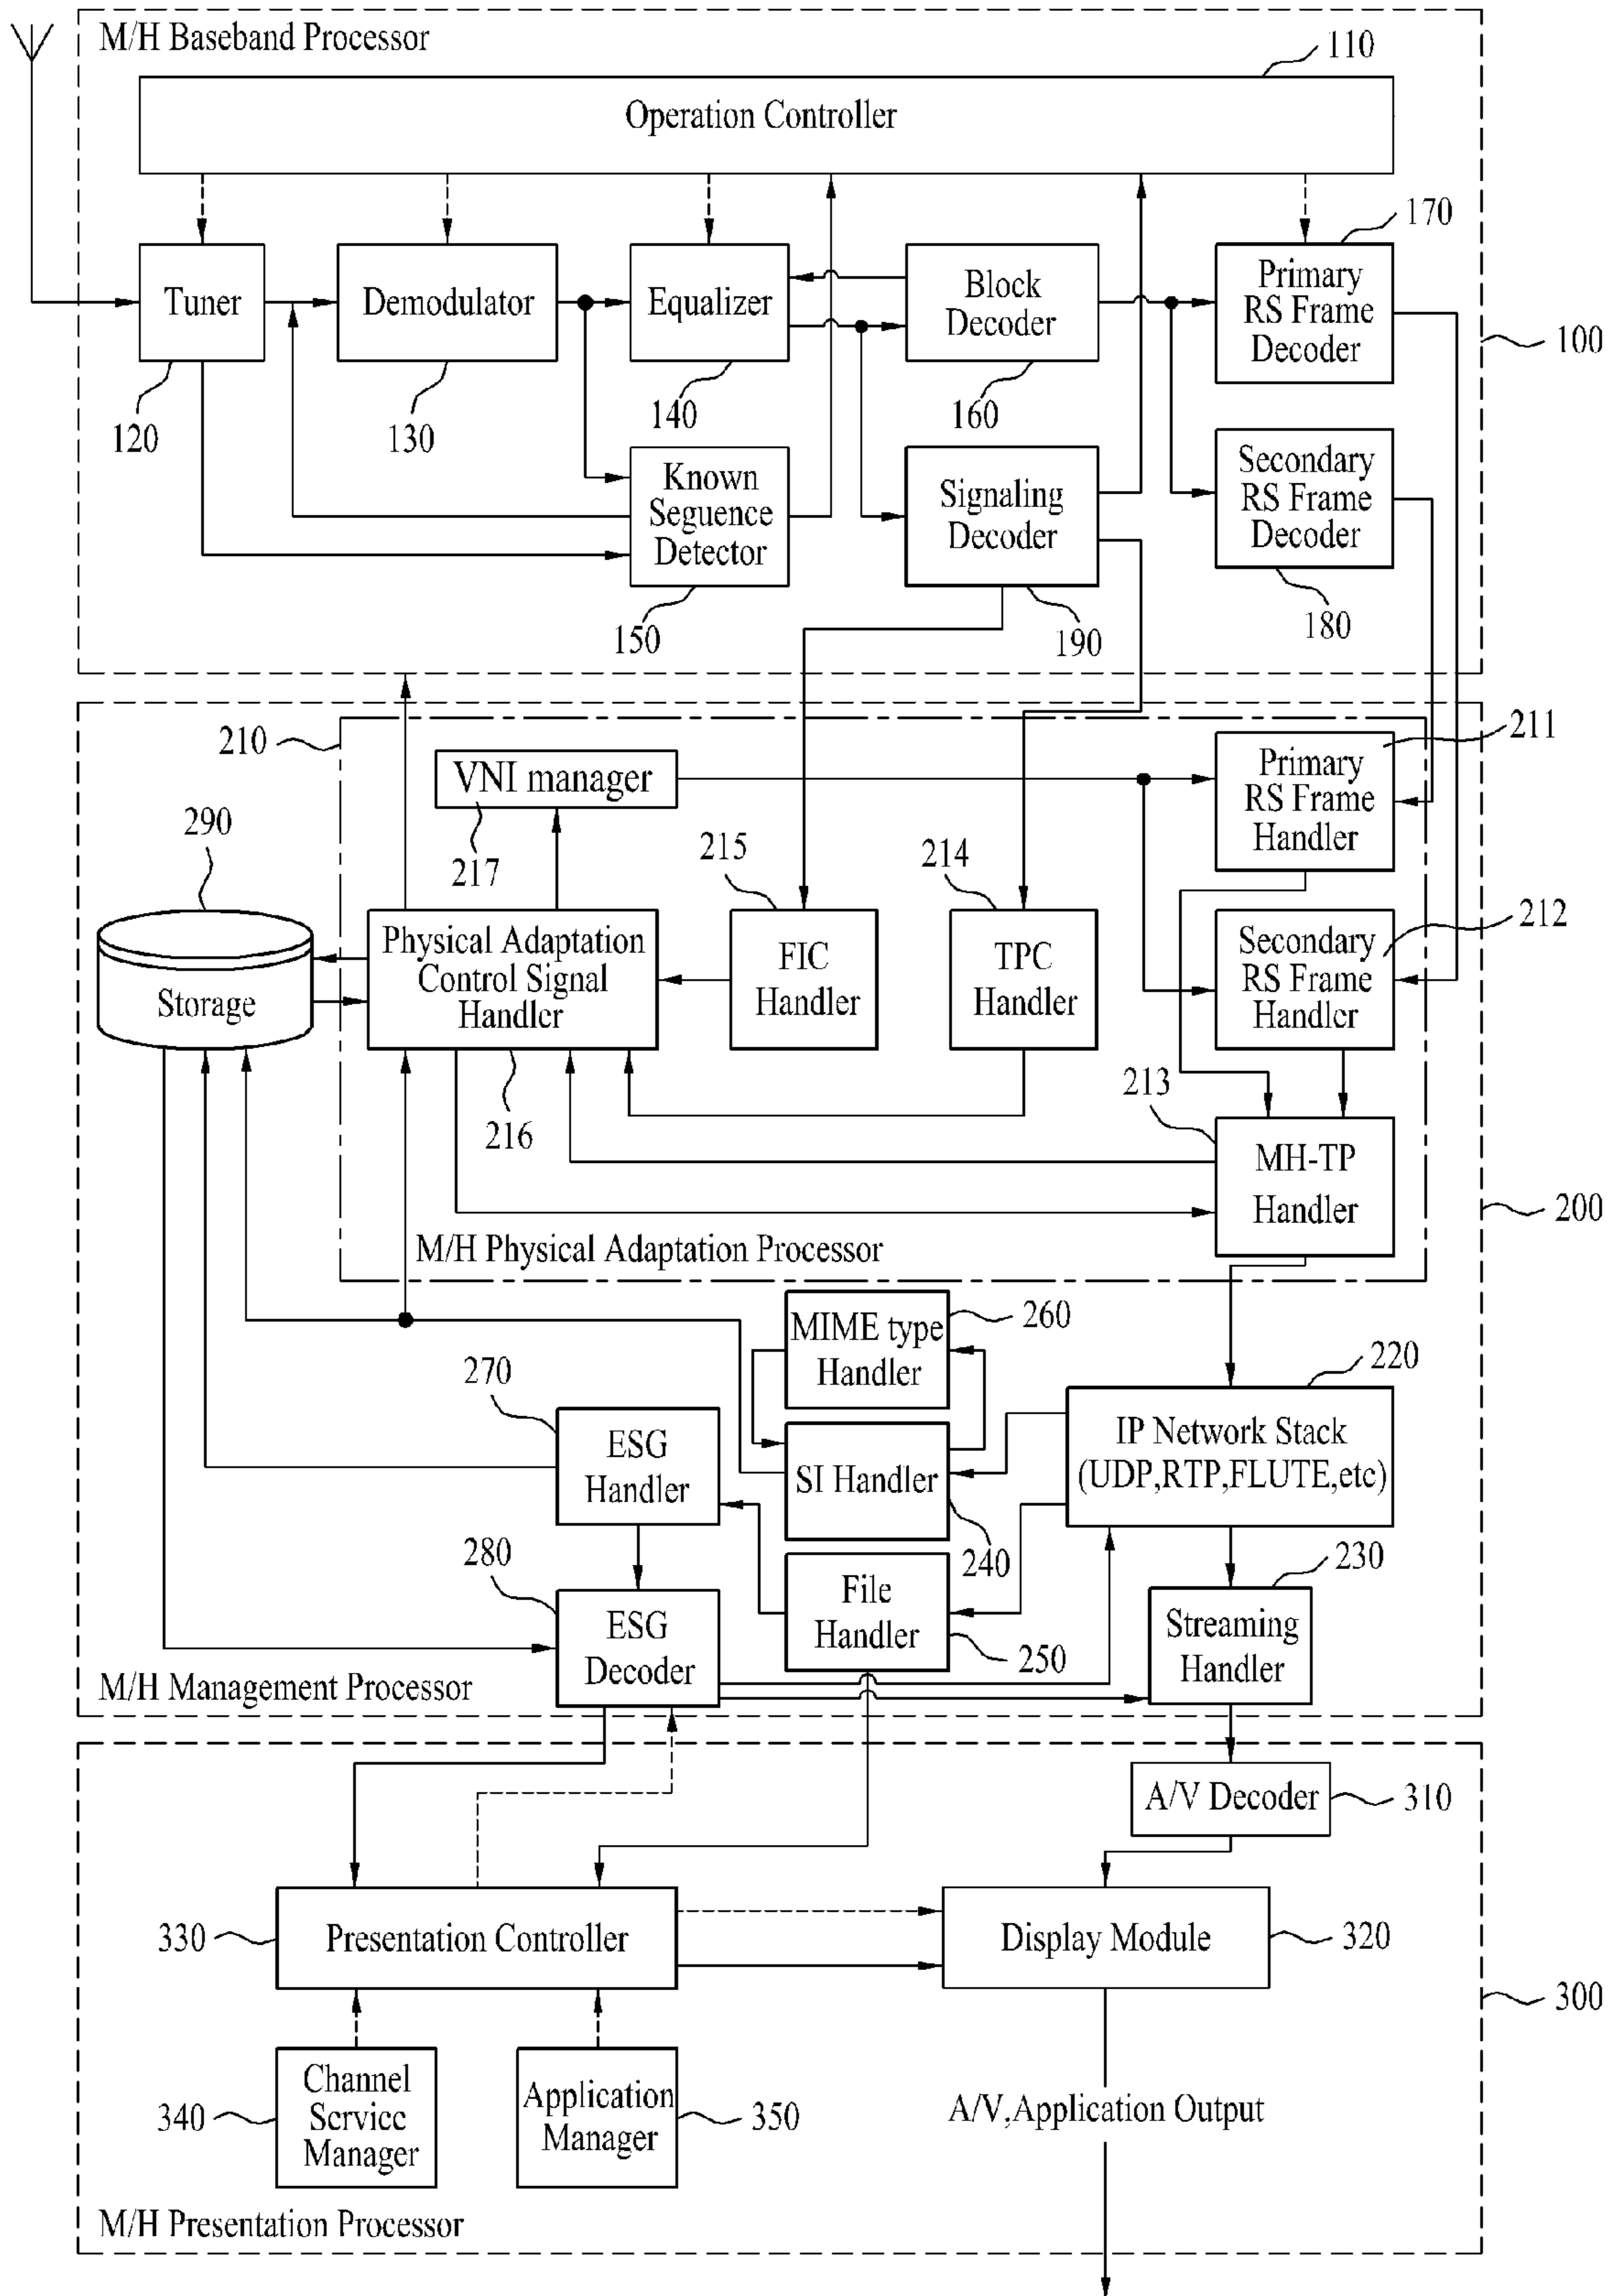 M/H Baseband Processor
110
Operation Controller
170
Tuner
Demodulator
Equalizer
Block
Decoder
Primary
RS Frame
Decoder
100
120
130
140
160
Known
Seguence
Detector
Signaling
Decoder
Secondary
RS Frame
Decoder
150
190
180
210
211
VNI manager
Primary
RS Frame
Handler
290
217
215
214
212
Storage
Physical Adaptation
Control Signal
Handler
FIC
Handler
TPC
Handler
Secondary
RS Frame
Handler
216
213
MH-TP
Handler
200
M/H Physical Adaptation Processor
MIME type
Handler
260
270
220
ESG
Handler
SI Handler
IP Network Stack
(UDP,RTP,FLUTE,etc)
280
240
230
ESG
Decoder
File
Handler
250
Streaming
Handler
M/H Management Processor
A/V Decoder
310
330
Presentation Controller
Display Module
320
300
340
Channel
Service
Manager
Application
Manager
350
A/V,Application Output
M/H Presentation Processor